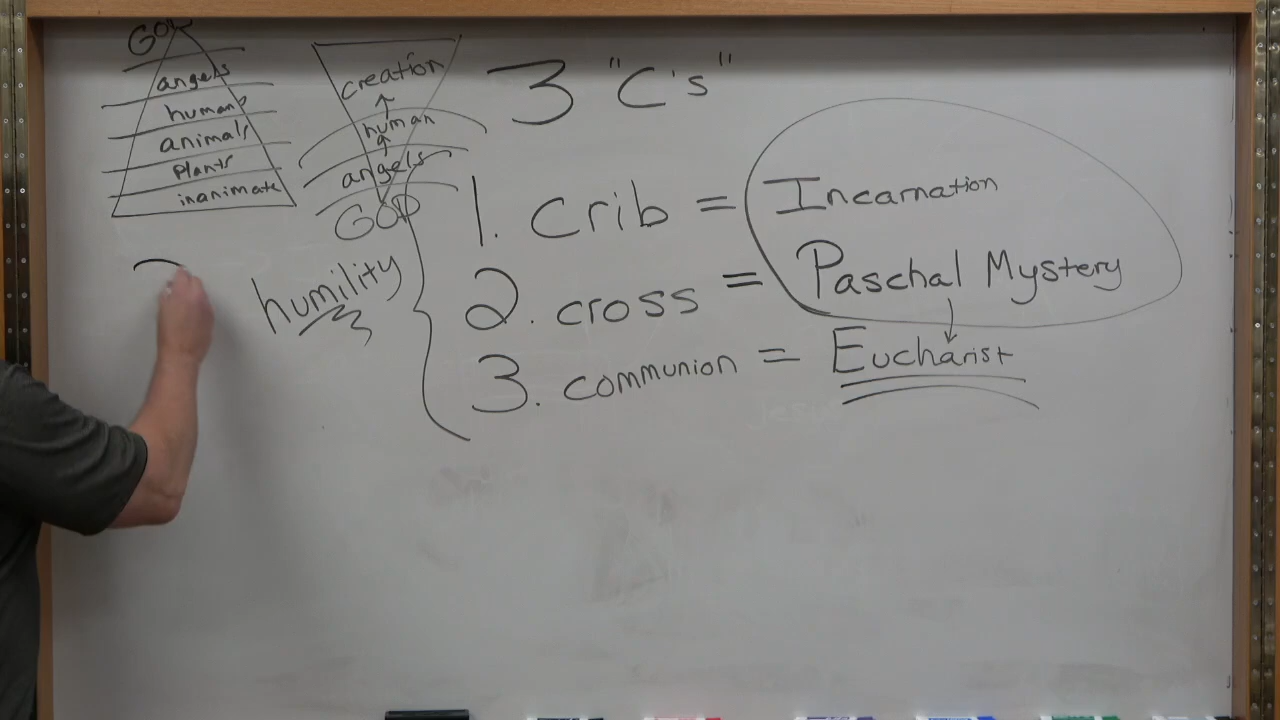 GOD
angels
humans
animals
plants
inanimate
creation
human
angels
GOD
humility
3 "C's"
1. Crib = Incarnation
2. cross = Paschal Mystery
3. communion = Eucharist